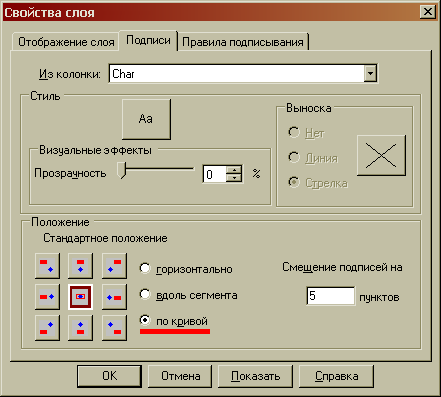 Свойства слоя
Отображение слоя Подписи Правила подписывания
Из колонки: Char
Стиль
Aa
Выноска
Нет
Линия
Стрелка
Визуальные эффекты
Прозрачность 0 %
Положение
Стандартное положение
горизонтально
вдоль сегмента
по кривой
Смещение подписей на
5 пунктов
OK Отмена Показать Справка